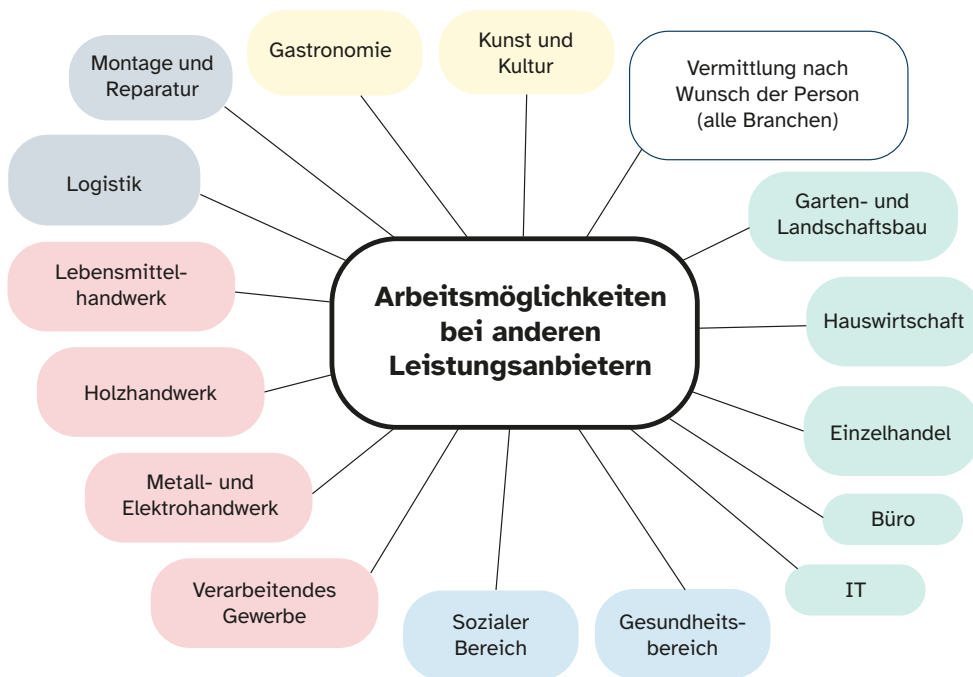 Kunst und
Kultur
Gastronomie
Montage und
Reparatur
Vermittlung nach
Wunsch der Person
(alle Branchen)
Logistik
Garten- und
Landschaftsbau
Lebensmittel-
handwerk
Arbeitsmöglichkeiten
bei anderen
Leistungsanbietern
Hauswirtschaft
Holzhandwerk
Einzelhandel
Metall- und
Elektrohandwerk
Büro
Verarbeitendes
Gewerbe
IT
Sozialer
Bereich
Gesundheits-
bereich